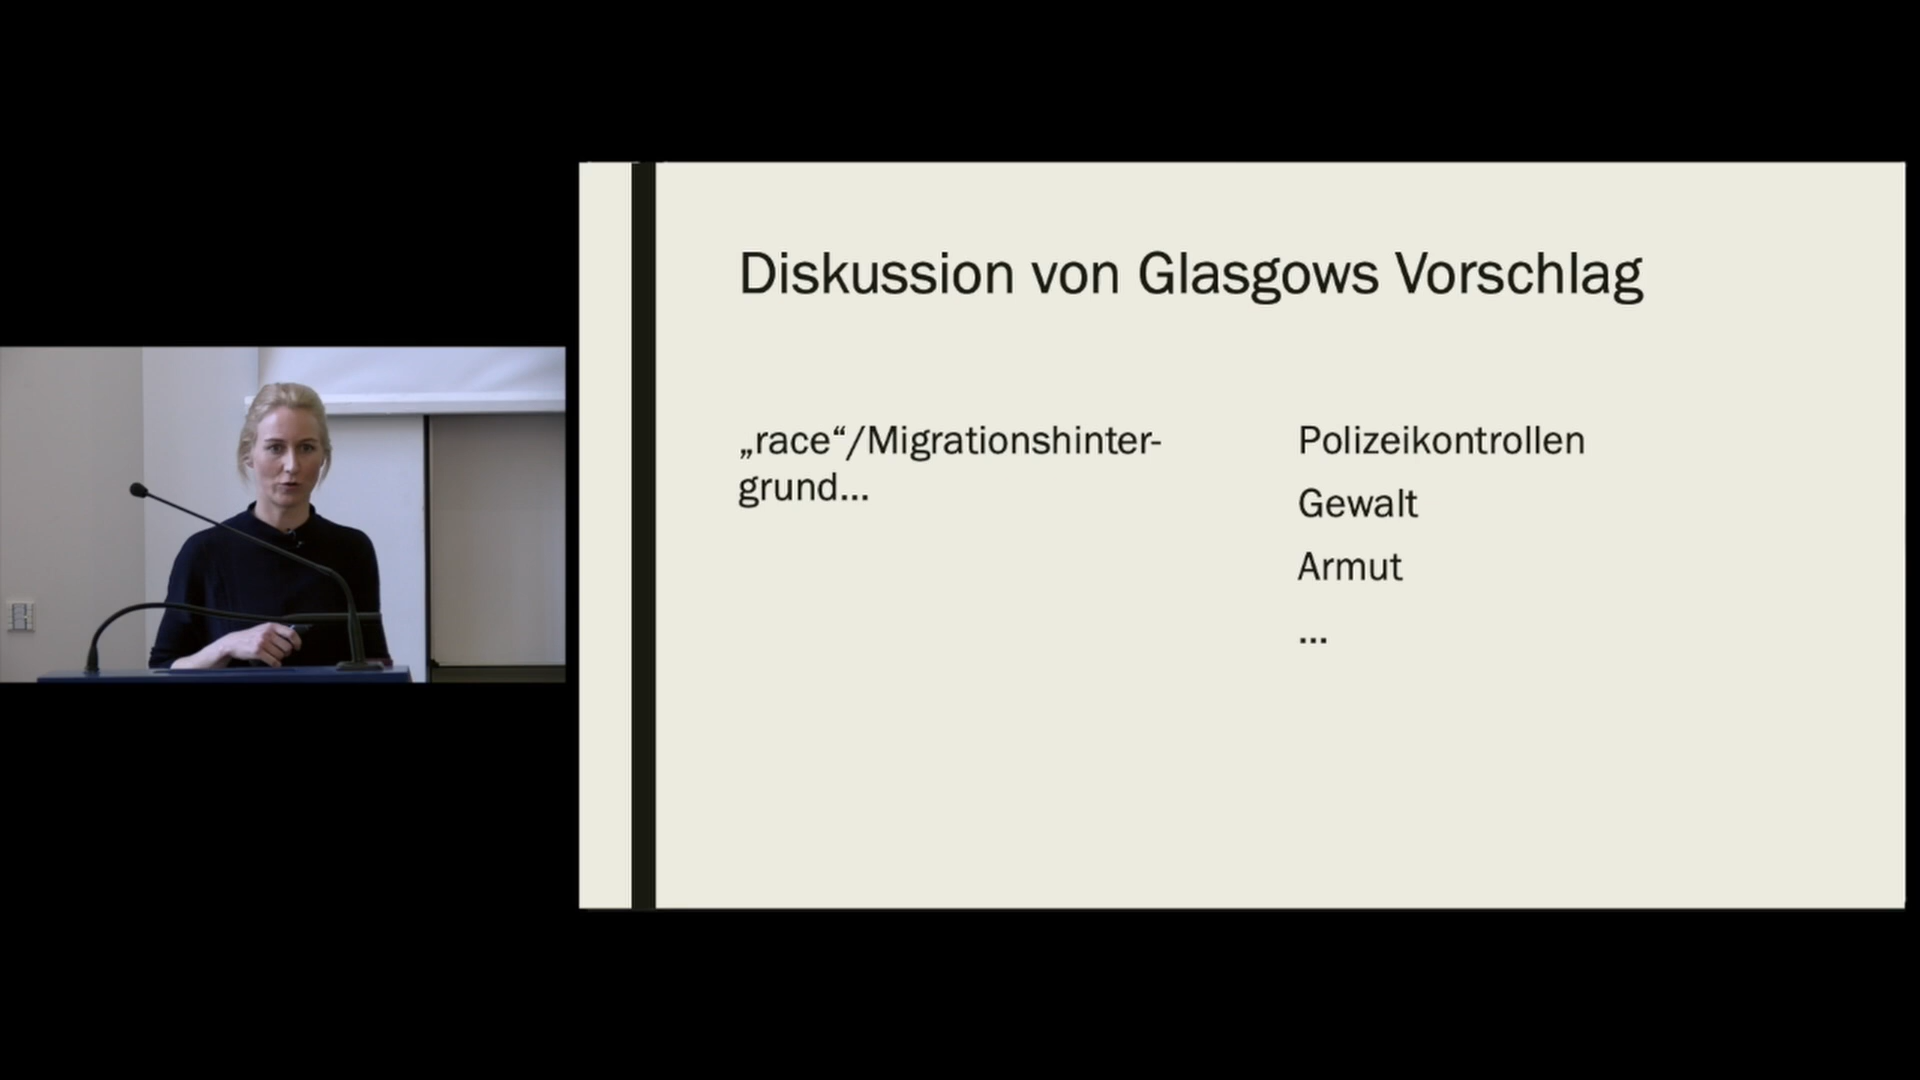 Diskussion von Glasgows Vorschlag
„race“/Migrationshinter-
grund...
Polizeikontrollen
Gewalt
Armut
...